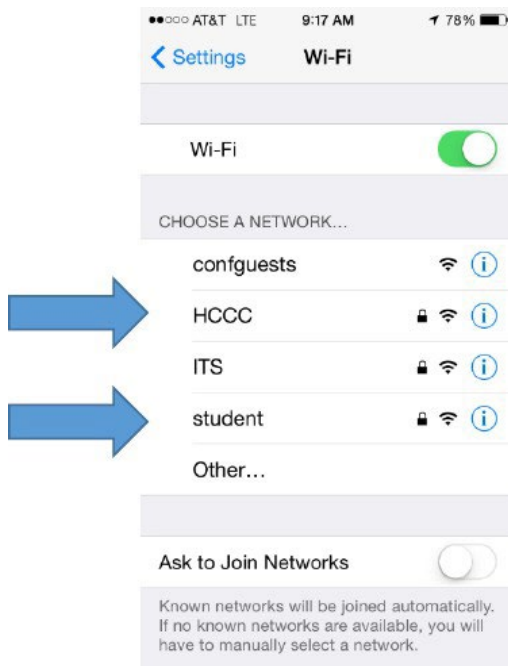 AT&T LTE 9:17 AM 78%
Settings Wi-Fi
Wi-Fi
CHOOSE A NETWORK...
confguests
HCCC
ITS
student
Other...
Ask to Join Networks
Known networks will be joined automatically.
If no known networks are available, you will
have to manually select a network.